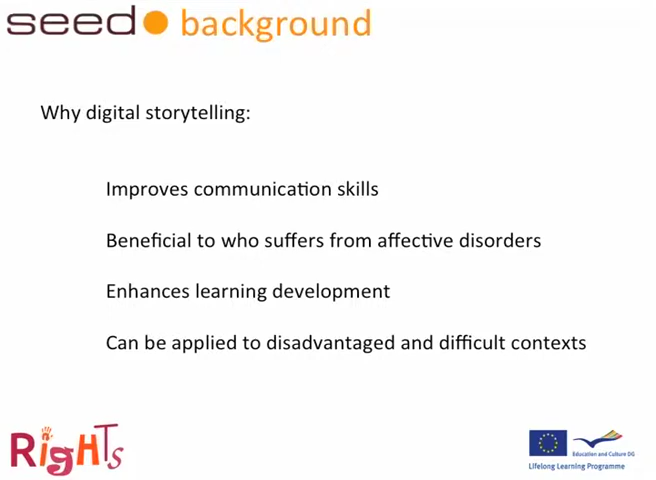 seed background
Why digital storytelling:
Improves communication skills
Beneficial to who suffers from affective disorders
Enhances learning development
Can be applied to disadvantaged and difficult contexts
RigHTs
Education and Culture DG
Lifelong Learning Programme